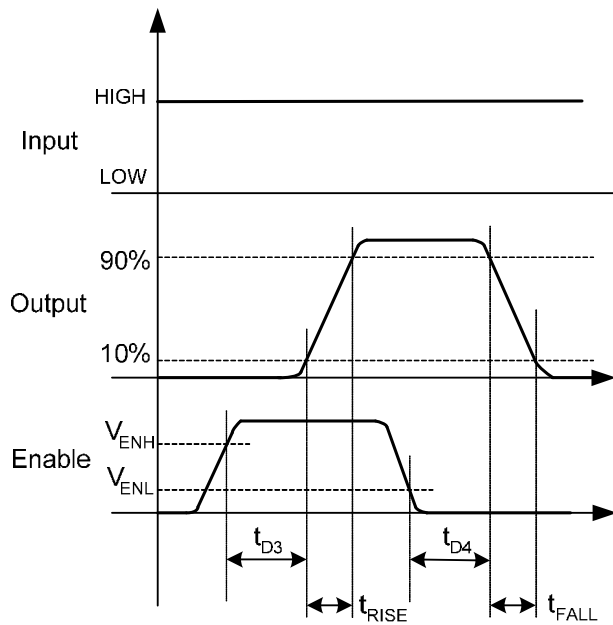 HIGH
Input
LOW
90%
Output
10%
VENH
Enable
VENL
tD3
tD4
tRISE
tFALL